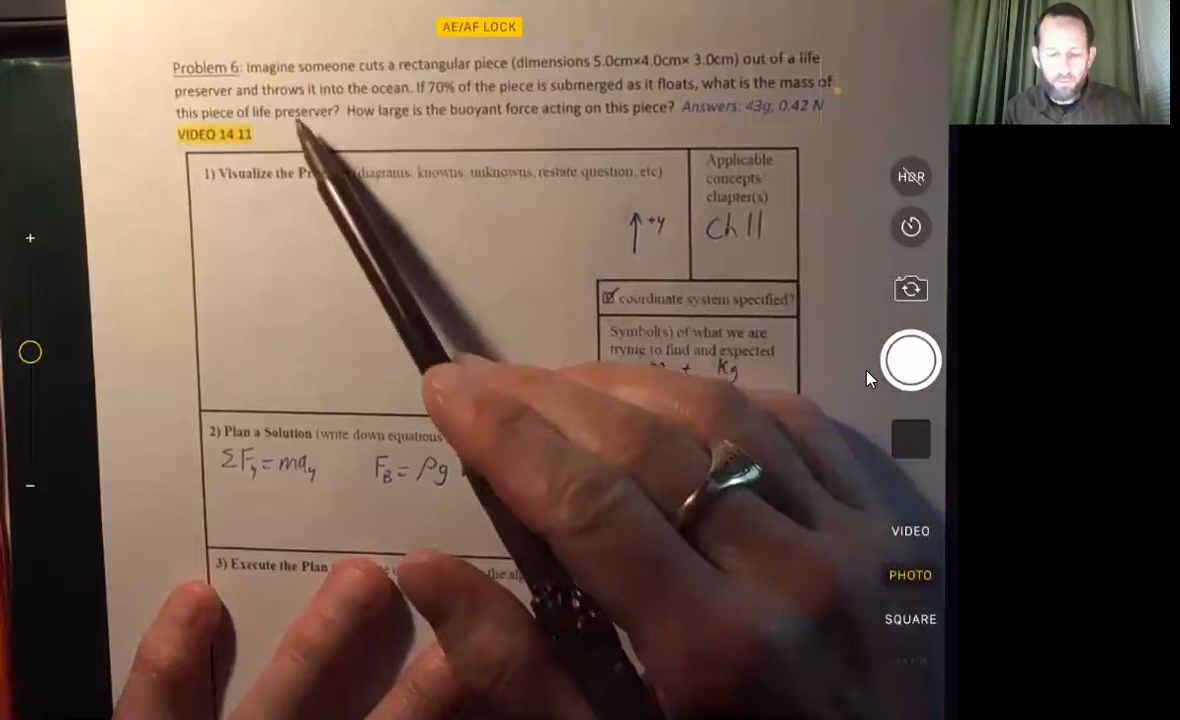 AE/AF LOCK
Problem 6: Imagine someone cuts a rectangular piece (dimensions 5.0cm×4.0cm× 3.0cm) out of a life
preserver and throws it into the ocean. If 70% of the piece is submerged as it floats, what is the mass of
this piece of life preserver? How large is the buoyant force acting on this piece? Answers: 43g, 0.42 N
VIDEO 14.11
1) Visualize the Pr (diagrams, knowns, unknowns, restate question, etc)
Applicable
concepts
chapter(s)
↑ +y
Ch 11
coordinate system specified?
Symbol(s) of what we are
trying to find and expected
kg
2) Plan a Solution (write down equations
ΣFy = may
FB = ρg
3) Execute the Plan
the al
HDR
VIDEO
PHOTO
SQUARE